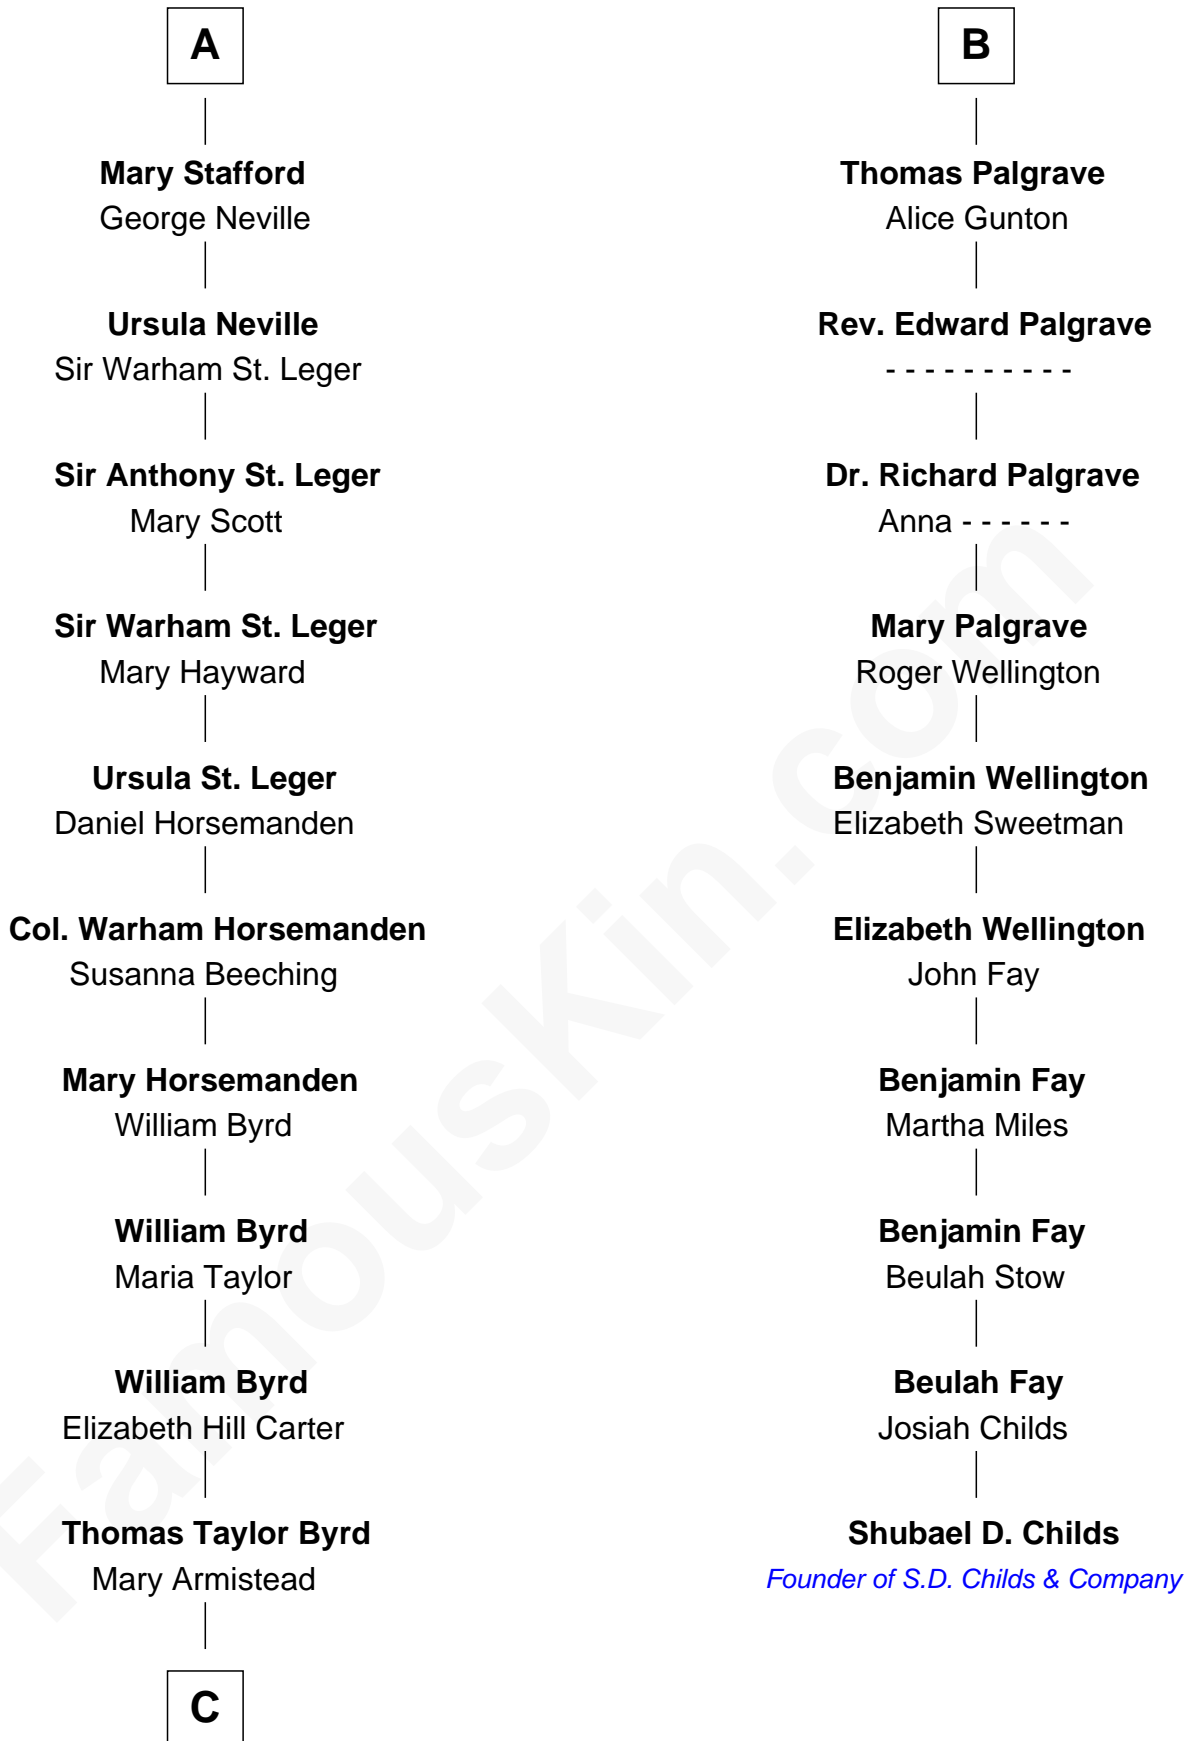 A
Mary Stafford
George Neville
Ursula Neville
Sir Warham St. Leger
Sir Anthony St. Leger
Mary Scott
Sir Warham St. Leger
Mary Hayward
Ursula St. Leger
Daniel Horsemanden
Col. Warham Horsemanden
Susanna Beeching
Mary Horsemanden
William Byrd
William Byrd
Maria Taylor
William Byrd
Elizabeth Hill Carter
Thomas Taylor Byrd
Mary Armistead
C
B
Thomas Palgrave
Alice Gunton
Rev. Edward Palgrave
- - - - - - - - - -
Dr. Richard Palgrave
Anna - - - - - -
Mary Palgrave
Roger Wellington
Benjamin Wellington
Elizabeth Sweetman
Elizabeth Wellington
John Fay
Benjamin Fay
Martha Miles
Benjamin Fay
Beulah Stow
Beulah Fay
Josiah Childs
Shubael D. Childs
Founder of S.D. Childs & Company
FamousKin.com